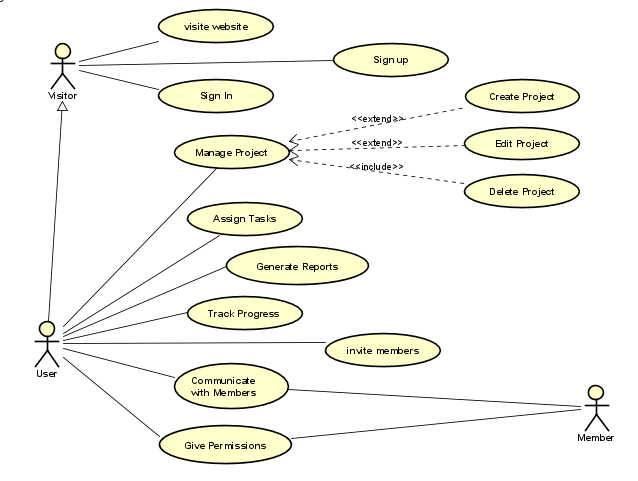 visite website
Sign up
Visitor
Sign In
Create Project
<<extend>>
Manage Project
<<extend>>
Edit Project
<<include>>
Delete Project
Assign Tasks
Generate Reports
Track Progress
invite members
User
Communicate
with Members
Member
Give Permissions